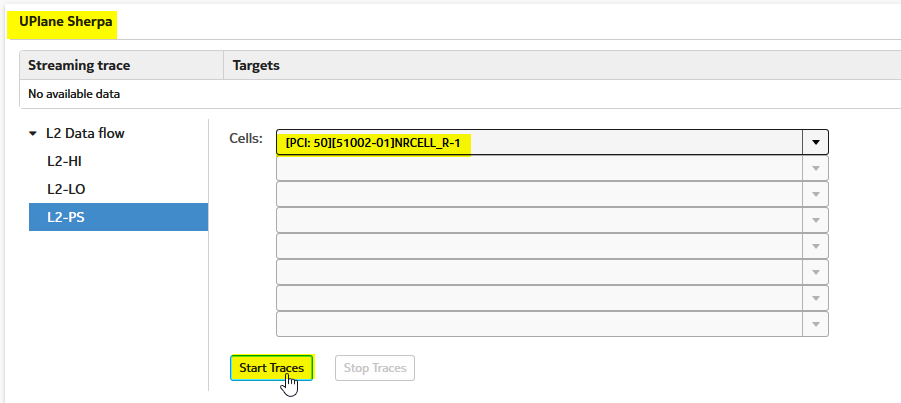 UPlane Sherpa
Streaming trace Targets
No available data
L2 Data flow
L2-HI
L2-LO
L2-PS
Cells: [PCI: 50][51002-01]NRCELL_R-1
Start Traces Stop Traces